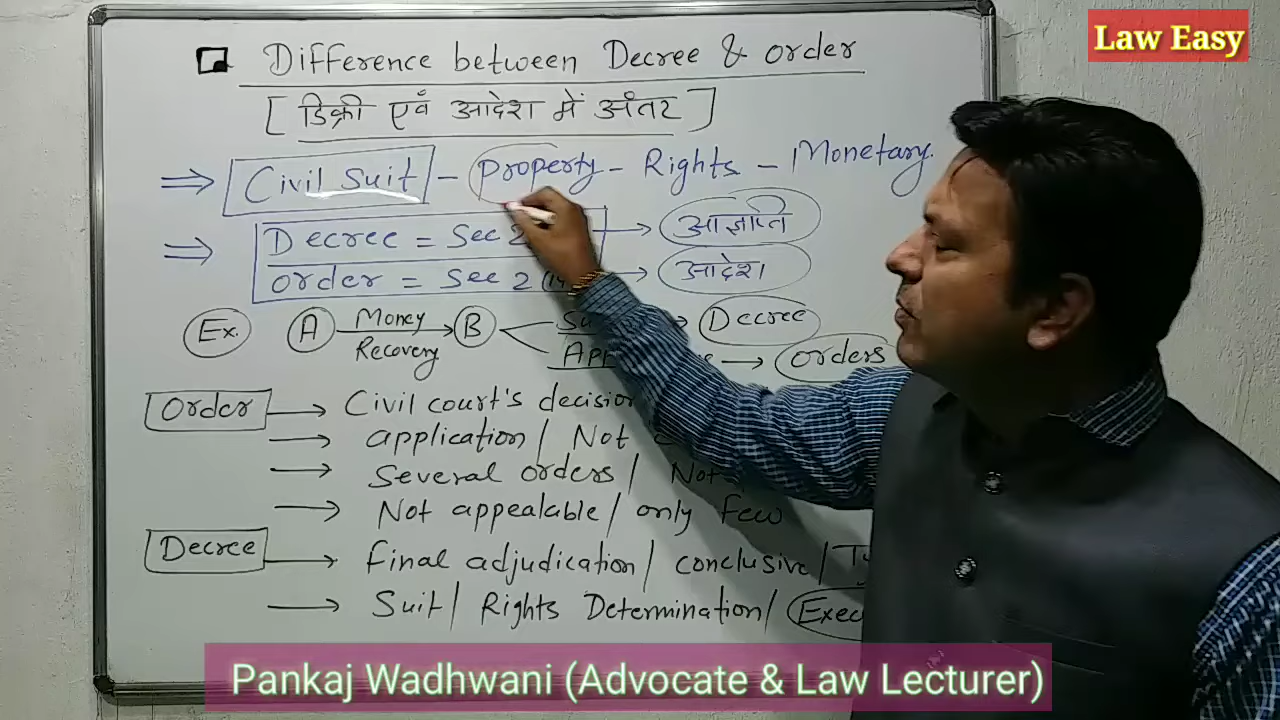 Law Easy
Difference between Decree & order
[ डिक्री एवं आदेश में अंतर ]
⇒ Civil Suit - Property - Rights - Monetary.
⇒ Decree = Sec 2 → आज्ञप्ति
order = Sec 2 (14 → आदेश
Ex. A Money Recovery → B → Decree
→ orders
Order → Civil court's decision
→ application / Not
→ Several orders / Not
→ Not appealable / only few
Decree → final adjudication / conclusive /
→ Suit / Rights Determination /
Pankaj Wadhwani (Advocate & Law Lecturer)